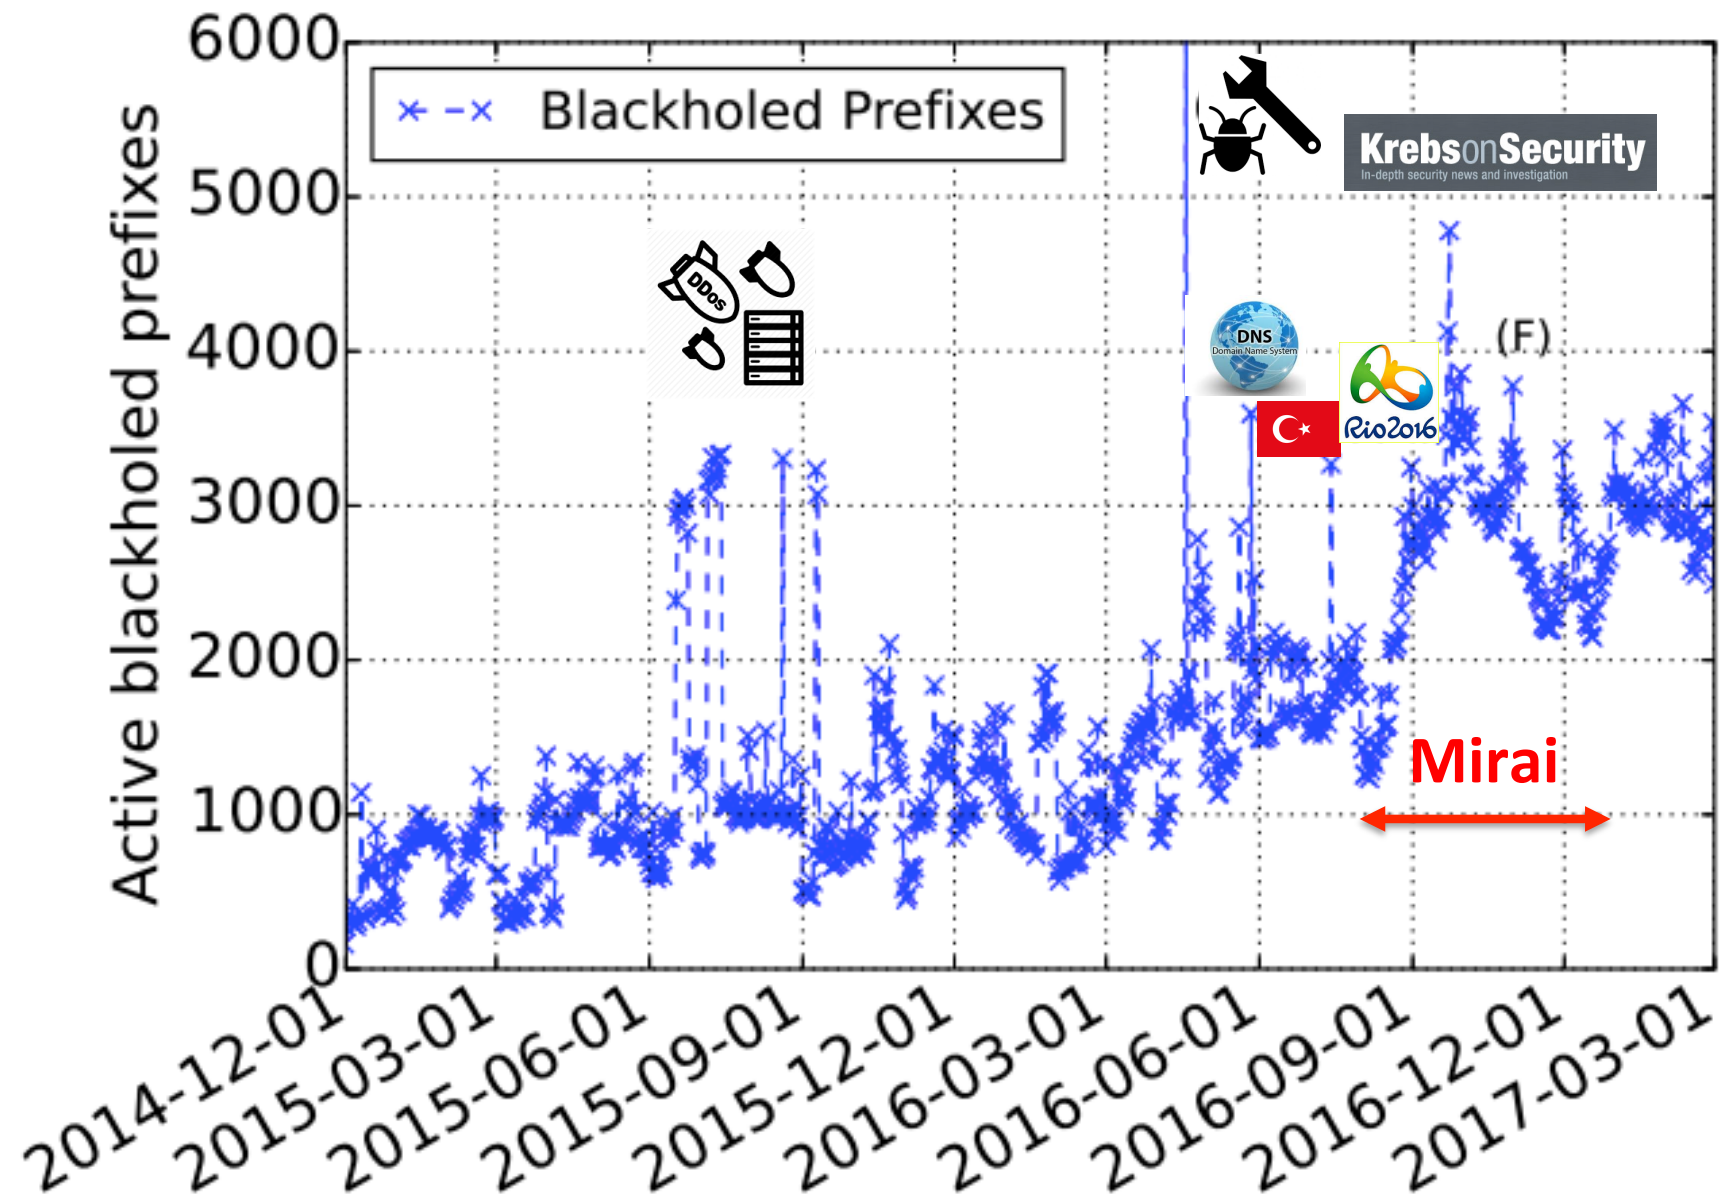 6000
5000
4000
3000
2000
1000
0
Active blackholed prefixes
Blackholed Prefixes
KrebsonSecurity
In-depth security news and investigation
DDoS
DNS
Domain Name System
Rio2016
(F)
Mirai
2014-12-01
2015-03-01
2015-06-01
2015-09-01
2015-12-01
2016-03-01
2016-06-01
2016-09-01
2016-12-01
2017-03-01